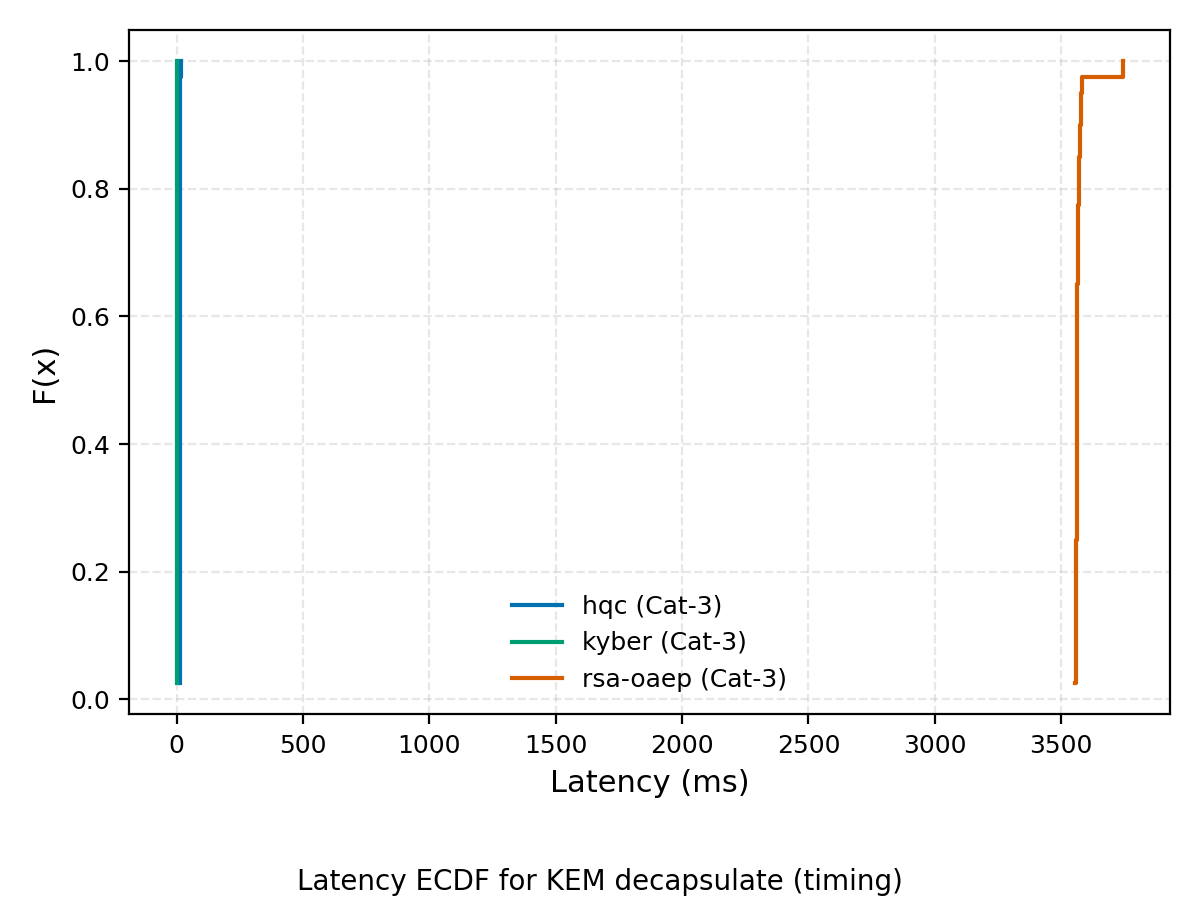 1.0
0.8
0.6
0.4
0.2
0.0
F(x)
hqc (Cat-3)
kyber (Cat-3)
rsa-oaep (Cat-3)
0 500 1000 1500 2000 2500 3000 3500
Latency (ms)
Latency ECDF for KEM decapsulate (timing)